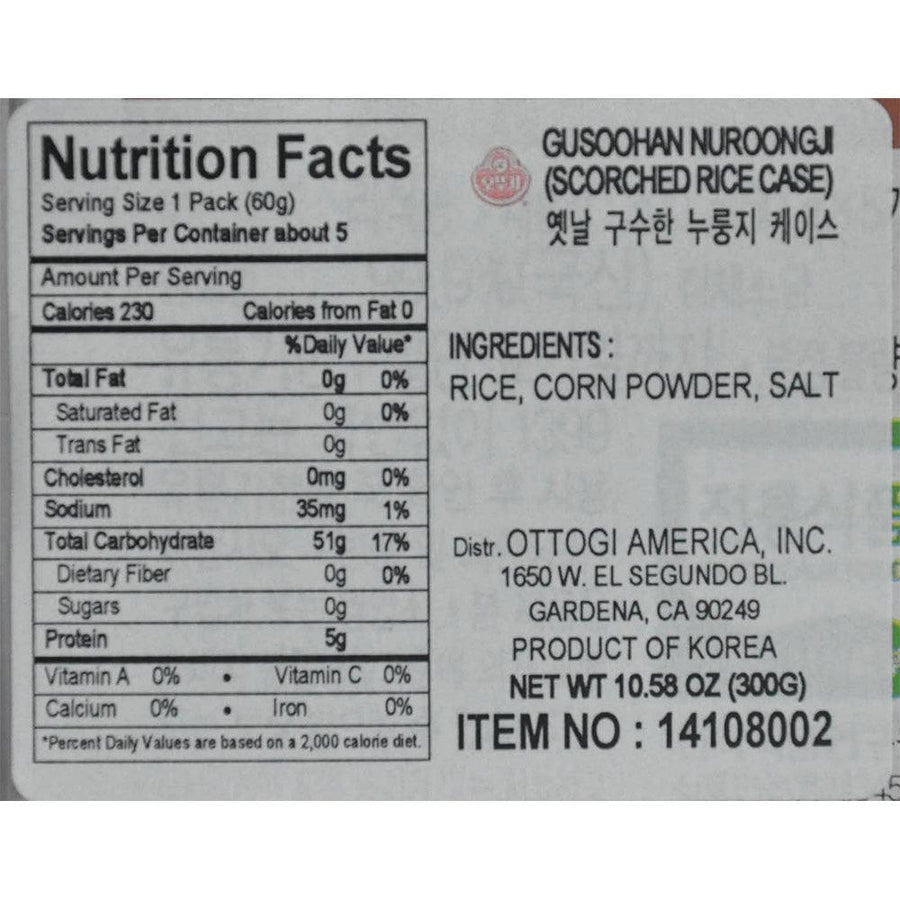 Nutrition Facts
Serving Size 1 Pack (60g)
Servings Per Container about 5
Amount Per Serving
Calories 230 Calories from Fat 0
%Daily Value*
Total Fat 0g 0%
Saturated Fat 0g 0%
Trans Fat 0g
Cholesterol 0mg 0%
Sodium 35mg 1%
Total Carbohydrate 51g 17%
Dietary Fiber 0g 0%
Sugars 0g
Protein 5g
Vitamin A 0% • Vitamin C 0%
Calcium 0% • Iron 0%
*Percent Daily Values are based on a 2,000 calorie diet.
GUSOOHAN NUROONGJI
(SCORCHED RICE CASE)
옛날 구수한 누룽지 케이스
INGREDIENTS :
RICE, CORN POWDER, SALT
Distr. OTTOGI AMERICA, INC.
1650 W. EL SEGUNDO BL.
GARDENA, CA 90249
PRODUCT OF KOREA
NET WT 10.58 OZ (300G)
ITEM NO : 14108002